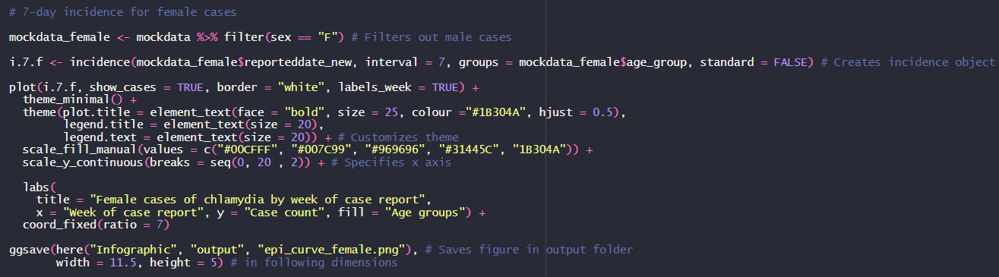 # 7-day incidence for female cases
mockdata_female <- mockdata %>% filter(sex == "F") # Filters out male cases
i.7.f <- incidence(mockdata_female$reporteddate_new, interval = 7, groups = mockdata_female$age_group, standard = FALSE) # Creates incidence object
plot(i.7.f, show_cases = TRUE, border = "white", labels_week = TRUE) +
theme_minimal() +
theme(plot.title = element_text(face = "bold", size = 25, colour ="#1B304A", hjust = 0.5),
legend.title = element_text(size = 20),
legend.text = element_text(size = 20)) + # Customizes theme
scale_fill_manual(values = c("#00CFFF", "#007C99", "#969696", "#31445C", "1B304A")) +
scale_y_continuous(breaks = seq(0, 20 , 2)) + # Specifies x axis
labs(
title = "Female cases of chlamydia by week of case report",
x = "Week of case report", y = "Case count", fill = "Age groups") +
coord_fixed(ratio = 7)
ggsave(here("Infographic", "output", "epi_curve_female.png"), # Saves figure in output folder
width = 11.5, height = 5) # in following dimensions